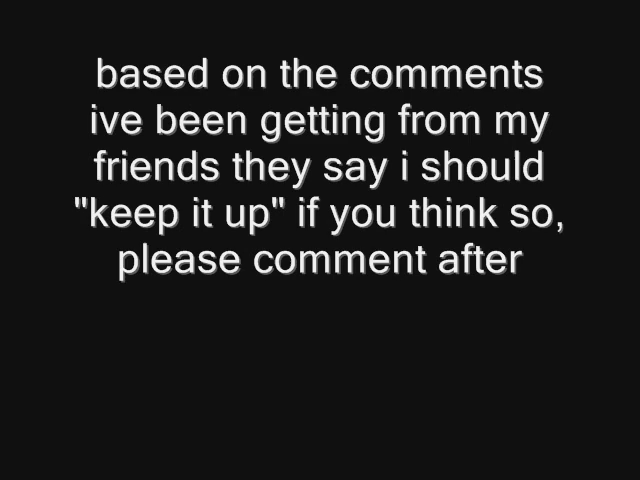 based on the comments
ive been getting from my
friends they say i should
"keep it up" if you think so,
please comment after